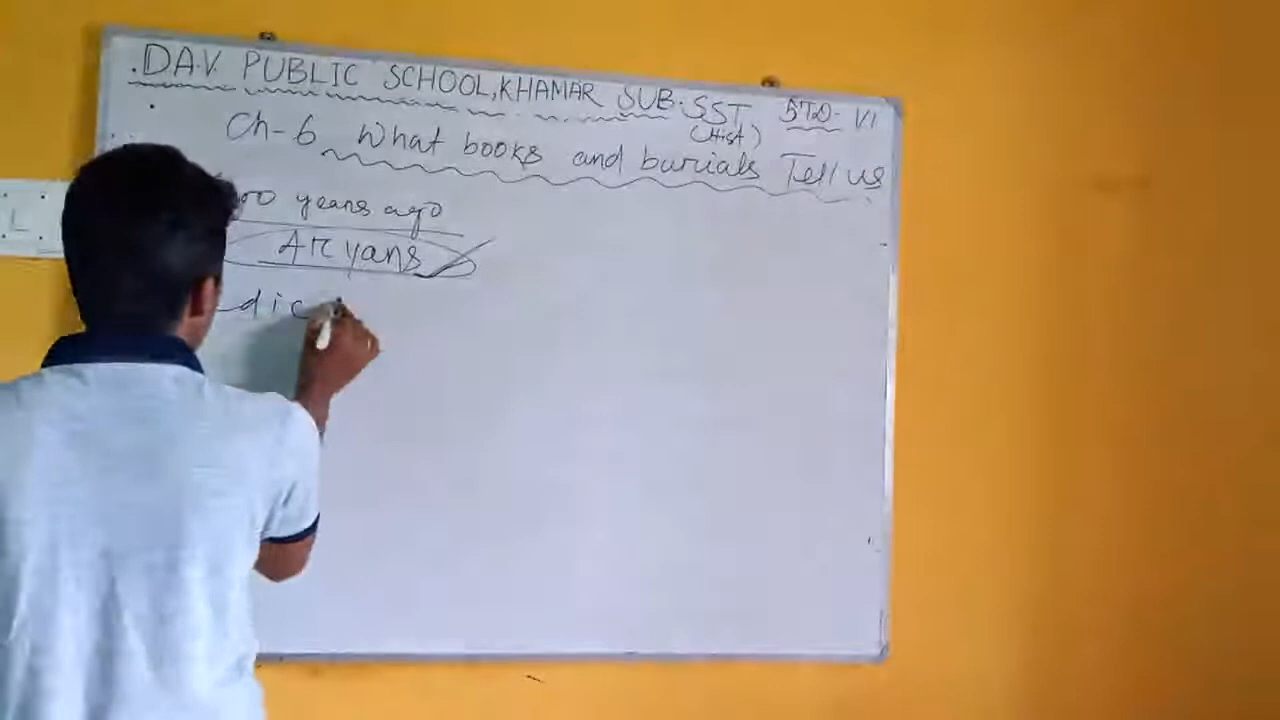 D.A.V. PUBLIC SCHOOL, KHAMAR SUB. SST STD- VI
(Hist)
Ch-6 What books and burials Tell us
years ago
Aryans
dic